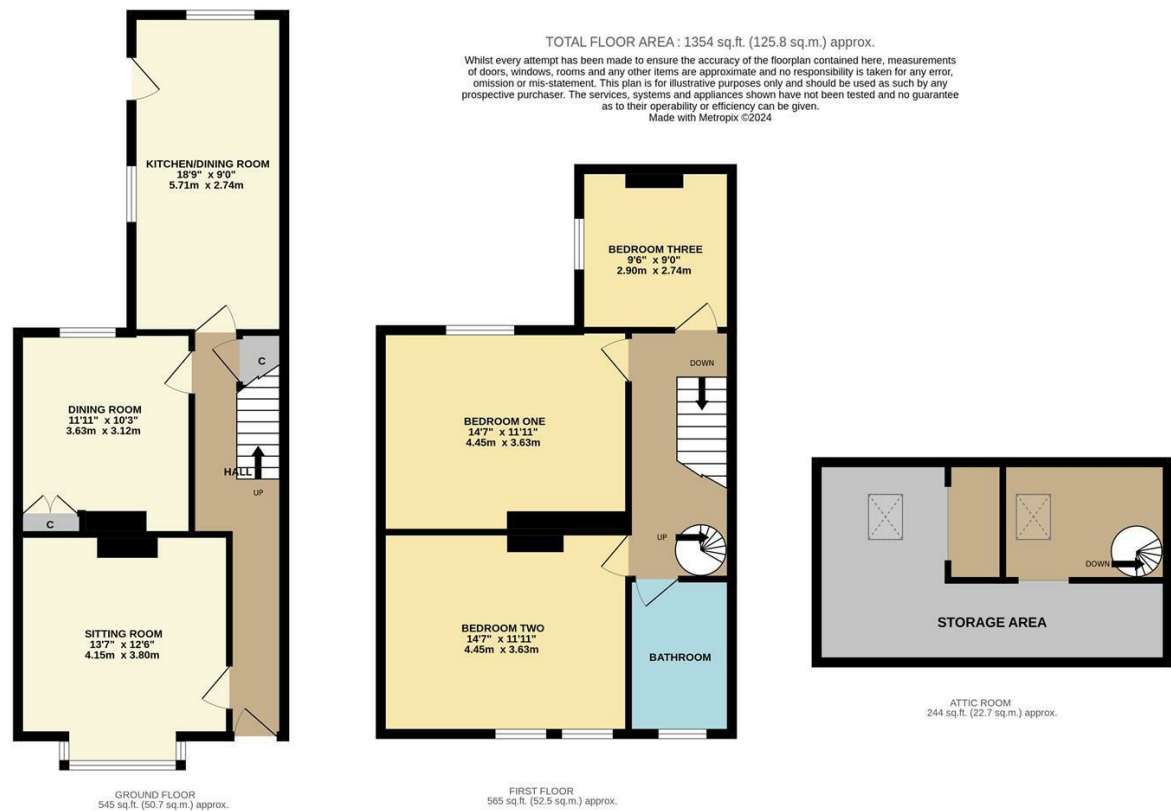 TOTAL FLOOR AREA : 1354 sq.ft. (125.8 sq.m.) approx.
Whilst every attempt has been made to ensure the accuracy of the floorplan contained here, measurements
of doors, windows, rooms and any other items are approximate and no responsibility is taken for any error,
omission or mis-statement. This plan is for illustrative purposes only and should be used as such by any
prospective purchaser. The services, systems and appliances shown have not been tested and no guarantee
as to their operability or efficiency can be given.
Made with Metropix ©2024
KITCHEN/DINING ROOM
18'9" x 9'0"
5.71m x 2.74m
DINING ROOM
11'11" x 10'3"
3.63m x 3.12m
C
C
HALL
UP
SITTING ROOM
13'7" x 12'6"
4.15m x 3.80m
GROUND FLOOR
545 sq.ft. (50.7 sq.m.) approx.
BEDROOM THREE
9'6" x 9'0"
2.90m x 2.74m
DOWN
BEDROOM ONE
14'7" x 11'11"
4.45m x 3.63m
UP
BEDROOM TWO
14'7" x 11'11"
4.45m x 3.63m
BATHROOM
FIRST FLOOR
565 sq.ft. (52.5 sq.m.) approx.
DOWN
STORAGE AREA
ATTIC ROOM
244 sq.ft. (22.7 sq.m.) approx.